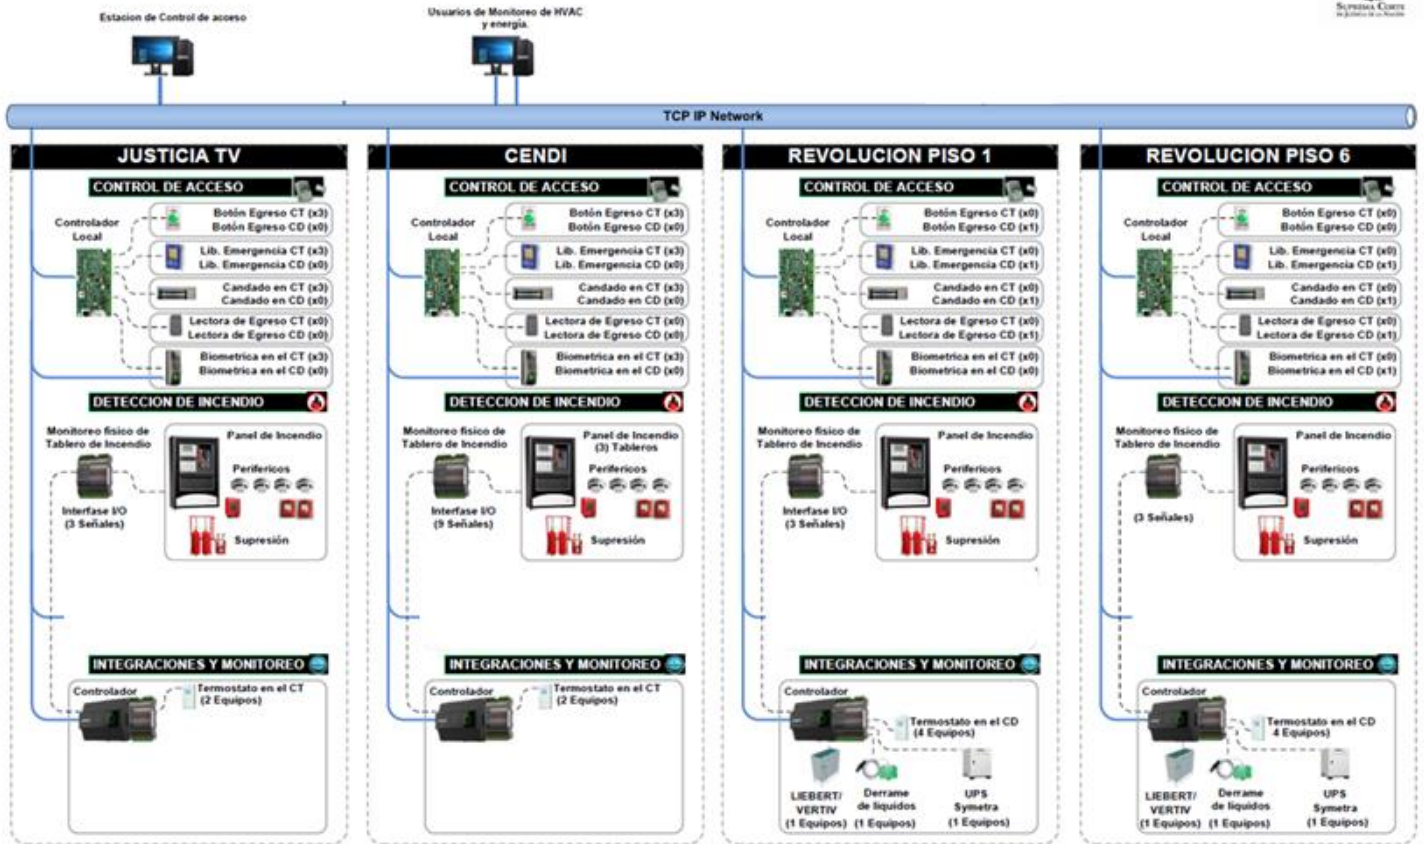 SUPREMA CORTE
DE JUSTICIA DE LA NACIÓN
Estacion de Control de acceso
Usuarios de Monitoreo de HVAC
y energía.
TCP IP Network
JUSTICIA TV
CONTROL DE ACCESO
Controlador
Local
Botón Egreso CT (x3)
Botón Egreso CD (x0)
Lib. Emergencia CT (x3)
Lib. Emergencia CD (x0)
Candado en CT (x3)
Candado en CD (x0)
Lectora de Egreso CT (x0)
Lectora de Egreso CD (x0)
Biometrica en el CT (x3)
Biometrica en el CD (x0)
DETECCION DE INCENDIO
Monitoreo fisico de
Tablero de Incendio
Panel de Incendio
Perifericos
Interfase I/O
(3 Señales)
Supresión
INTEGRACIONES Y MONITOREO
Controlador
Termostato en el CT
(2 Equipos)
CENDI
CONTROL DE ACCESO
Controlador
Local
Botón Egreso CT (x3)
Botón Egreso CD (x0)
Lib. Emergencia CT (x3)
Lib. Emergencia CD (x0)
Candado en CT (x3)
Candado en CD (x0)
Lectora de Egreso CT (x0)
Lectora de Egreso CD (x0)
Biometrica en el CT (x3)
Biometrica en el CD (x0)
DETECCION DE INCENDIO
Monitoreo fisico de
Tablero de Incendio
Panel de Incendio
(3) Tableros
Perifericos
Interfase I/O
(9 Señales)
Supresión
INTEGRACIONES Y MONITOREO
Controlador
Termostato en el CT
(2 Equipos)
REVOLUCION PISO 1
CONTROL DE ACCESO
Controlador
Local
Botón Egreso CT (x0)
Botón Egreso CD (x1)
Lib. Emergencia CT (x0)
Lib. Emergencia CD (x1)
Candado en CT (x0)
Candado en CD (x1)
Lectora de Egreso CT (x0)
Lectora de Egreso CD (x1)
Biometrica en el CT (x0)
Biometrica en el CD (x1)
DETECCION DE INCENDIO
Monitoreo fisico de
Tablero de Incendio
Panel de Incendio
Perifericos
Interfase I/O
(3 Señales)
Supresión
INTEGRACIONES Y MONITOREO
Controlador
Termostato en el CD
(4 Equipos)
LIEBERT/
VERTIV
(1 Equipos)
Derrame
de liquidos
(1 Equipos)
UPS
Symetra
(1 Equipos)
REVOLUCION PISO 6
CONTROL DE ACCESO
Controlador
Local
Botón Egreso CT (x0)
Botón Egreso CD (x0)
Lib. Emergencia CT (x0)
Lib. Emergencia CD (x1)
Candado en CT (x0)
Candado en CD (x1)
Lectora de Egreso CT (x0)
Lectora de Egreso CD (x1)
Biometrica en el CT (x0)
Biometrica en el CD (x1)
DETECCION DE INCENDIO
Monitoreo fisico de
Tablero de Incendio
Panel de Incendio
Perifericos
(3 Señales)
Supresión
INTEGRACIONES Y MONITOREO
Controlador
Termostato en el CD
4 Equipos)
LIEBERT/
VERTIV
(1 Equipos)
Derrame
de liquidos
(1 Equipos)
UPS
Symetra
(1 Equipos)